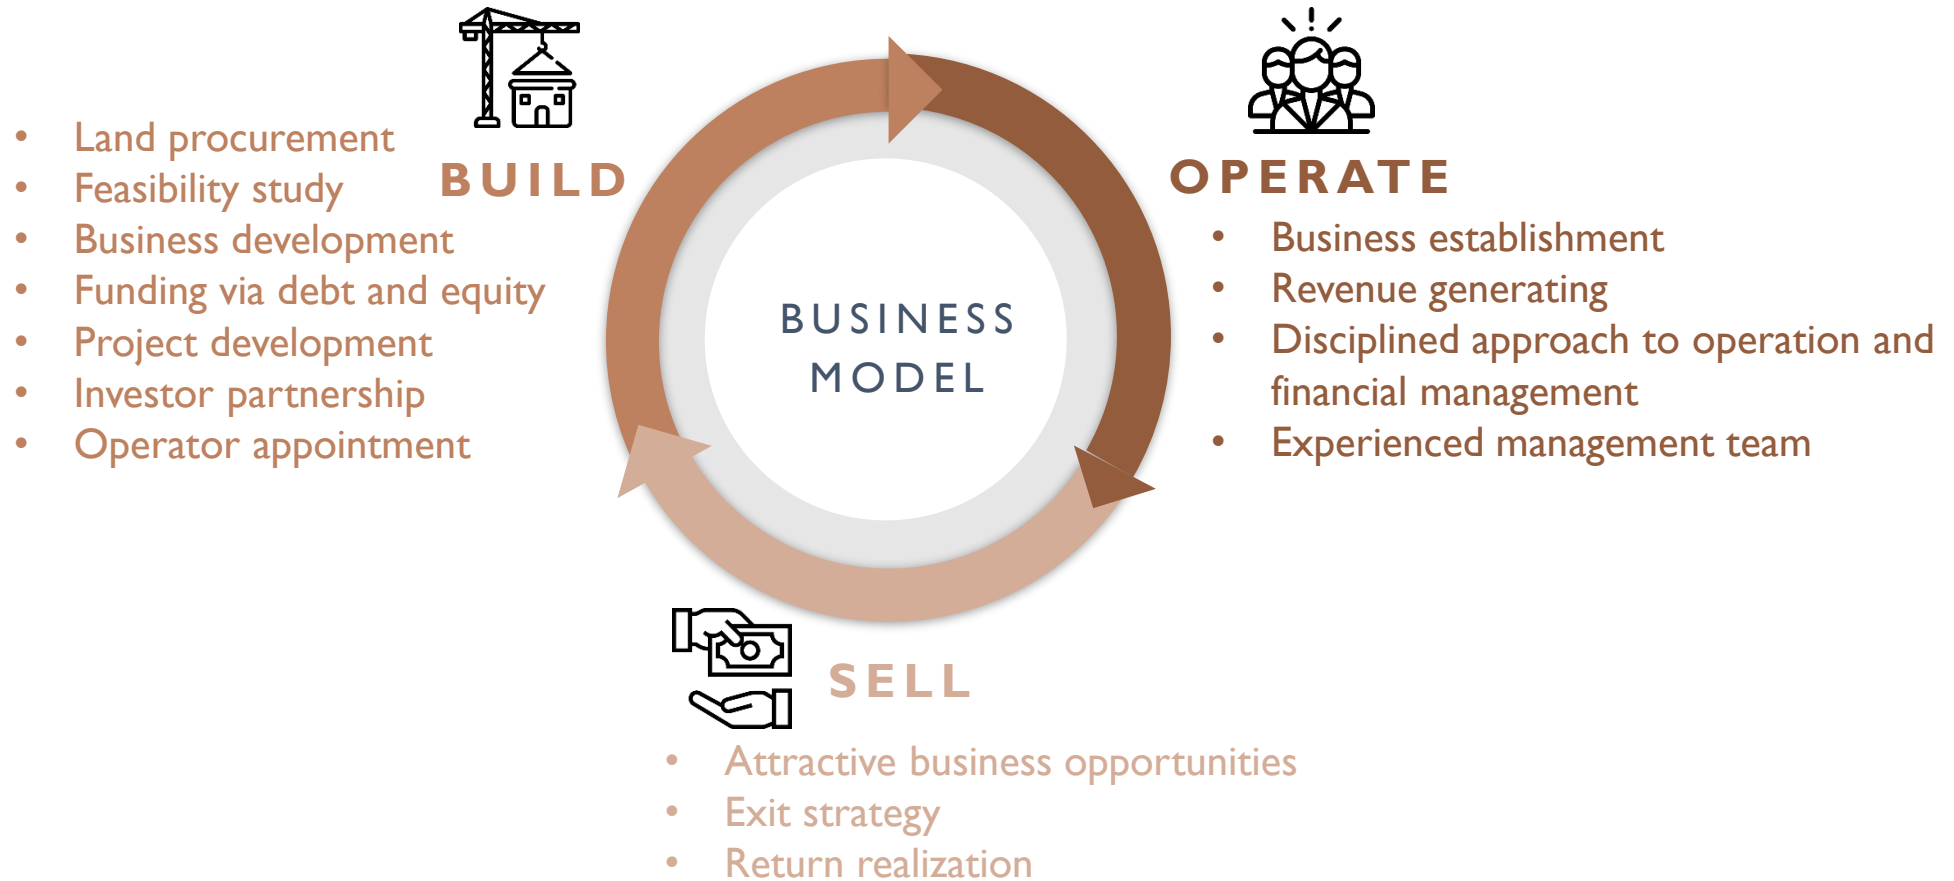 BUILD
• Land procurement
• Feasibility study
• Business development
• Funding via debt and equity
• Project development
• Investor partnership
• Operator appointment
BUSINESS
MODEL
OPERATE
• Business establishment
• Revenue generating
• Disciplined approach to operation and
financial management
• Experienced management team
SELL
• Attractive business opportunities
• Exit strategy
• Return realization